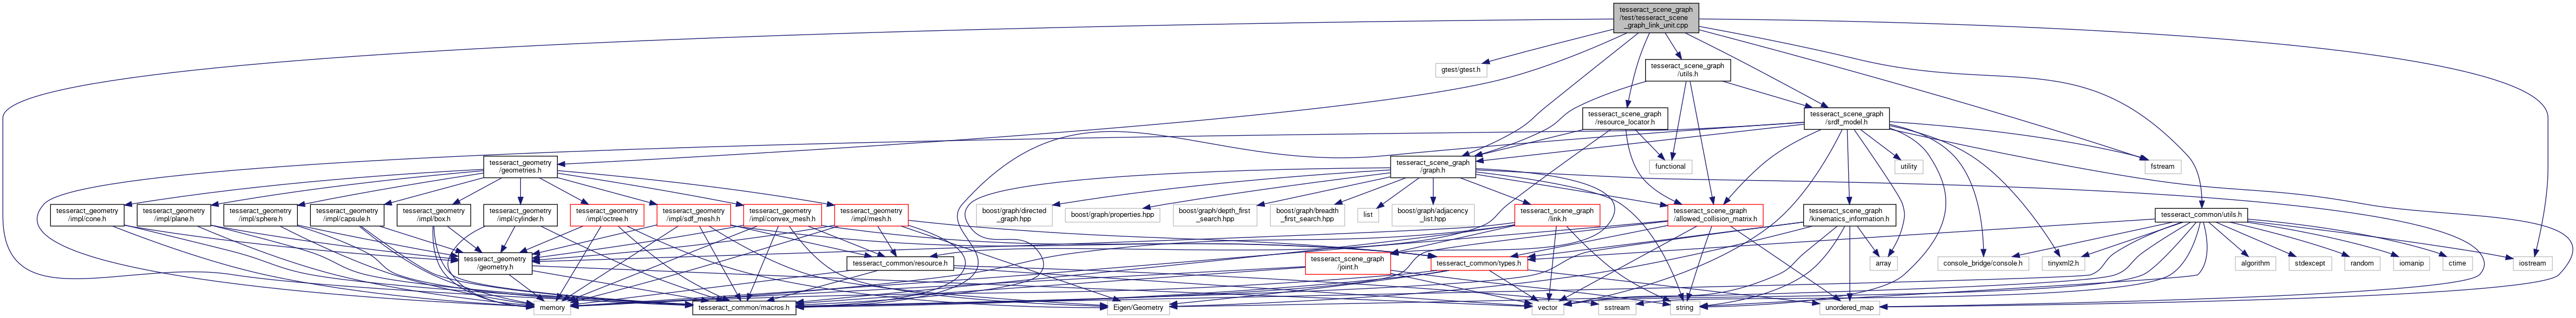 tesseract_scene_graph
/test/tesseract_scene
_graph_link_unit.cpp
gtest/gtest.h
tesseract_scene_graph
/utils.h
tesseract_scene_graph
/resource_locator.h
tesseract_scene_graph
/srdf_model.h
tesseract_geometry
/geometries.h
tesseract_scene_graph
/graph.h
functional
utility
fstream
tesseract_geometry
/impl/cone.h
tesseract_geometry
/impl/plane.h
tesseract_geometry
/impl/sphere.h
tesseract_geometry
/impl/capsule.h
tesseract_geometry
/impl/box.h
tesseract_geometry
/impl/cylinder.h
tesseract_geometry
/impl/octree.h
tesseract_geometry
/impl/sdf_mesh.h
tesseract_geometry
/impl/convex_mesh.h
tesseract_geometry
/impl/mesh.h
boost/graph/directed
_graph.hpp
boost/graph/properties.hpp
boost/graph/depth_first
_search.hpp
boost/graph/breadth
_first_search.hpp
list
boost/graph/adjacency
_list.hpp
tesseract_scene_graph
/link.h
tesseract_scene_graph
/allowed_collision_matrix.h
tesseract_scene_graph
/kinematics_information.h
tesseract_common/utils.h
tesseract_geometry
/geometry.h
tesseract_common/resource.h
tesseract_scene_graph
/joint.h
tesseract_common/types.h
array
console_bridge/console.h
tinyxml2.h
algorithm
stdexcept
random
iomanip
ctime
iostream
memory
tesseract_common/macros.h
Eigen/Geometry
vector
sstream
string
unordered_map